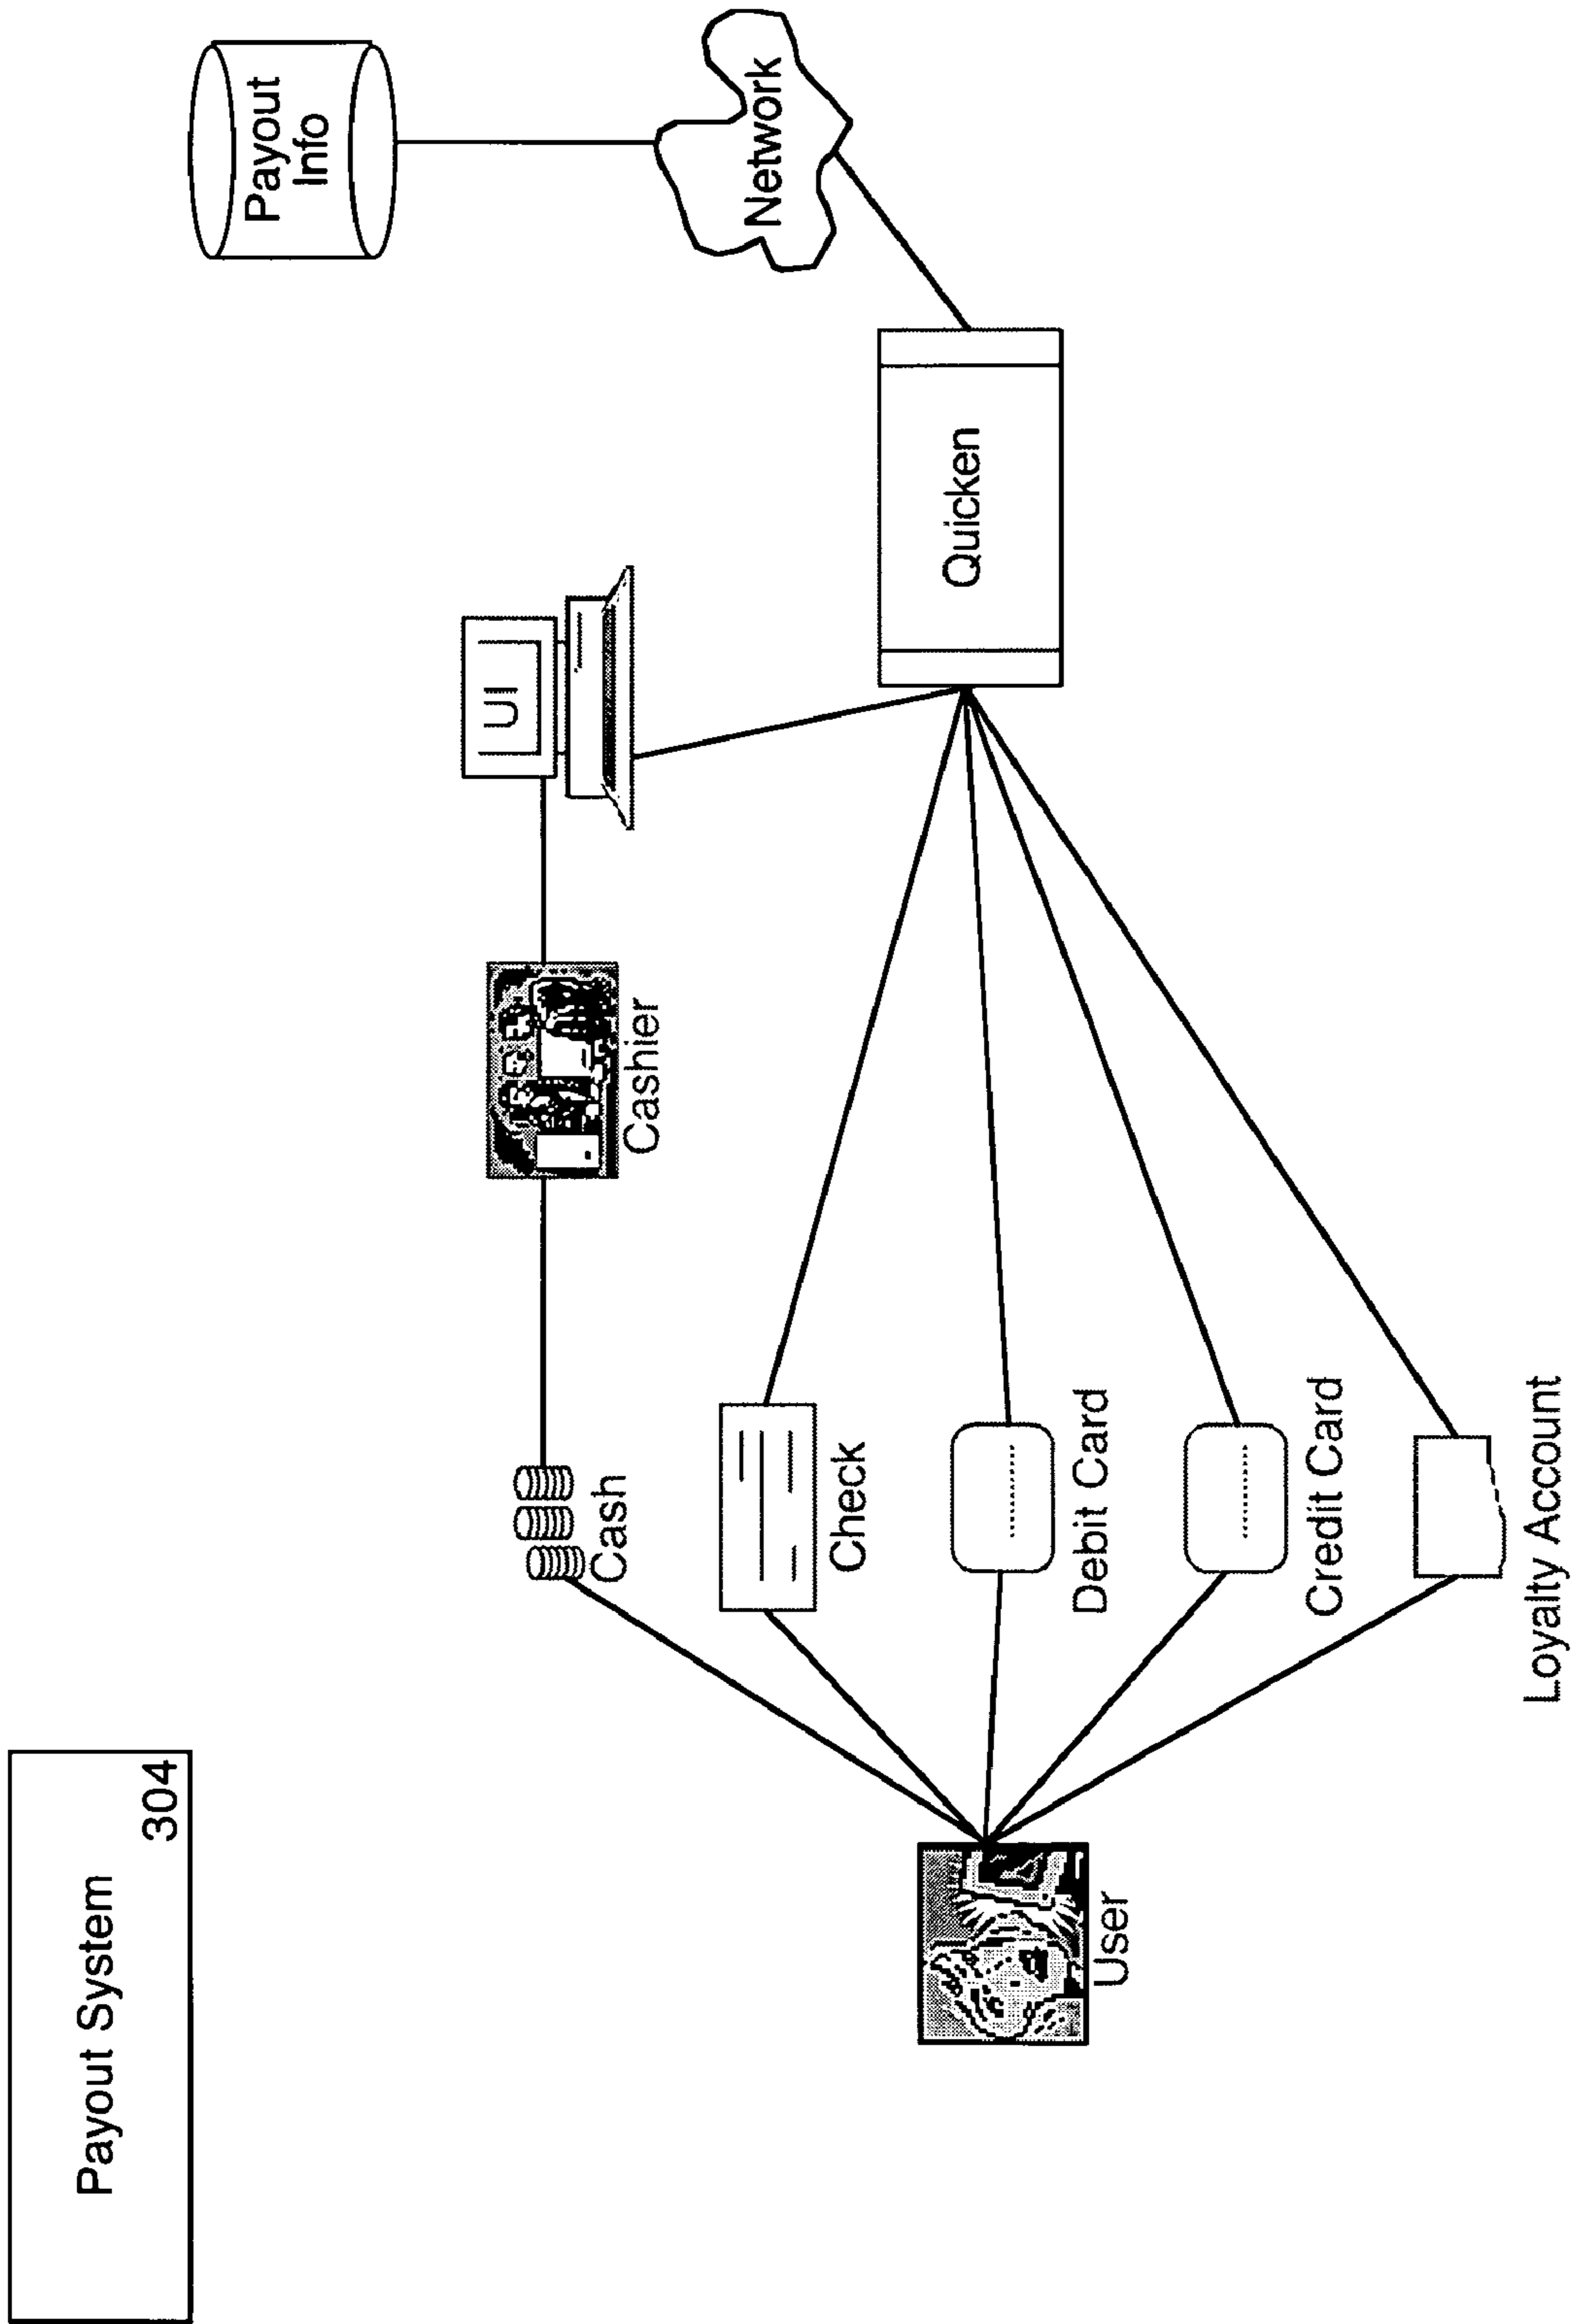 Payout System
304
User
Cash
Check
Debit Card
Credit Card
Loyalty Account
Cashier
UI
Quicken
Network
Payout
Info